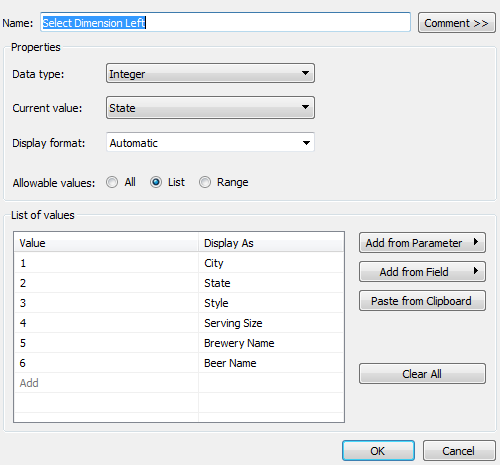 Name: Select Dimension Left Comment >>
Properties
Data type: Integer
Current value: State
Display format: Automatic
Allowable values: All List Range
List of values
Value Display As Add from Parameter
1 City
2 State Add from Field
3 Style Paste from Clipboard
4 Serving Size
5 Brewery Name
6 Beer Name
Add Clear All
OK Cancel